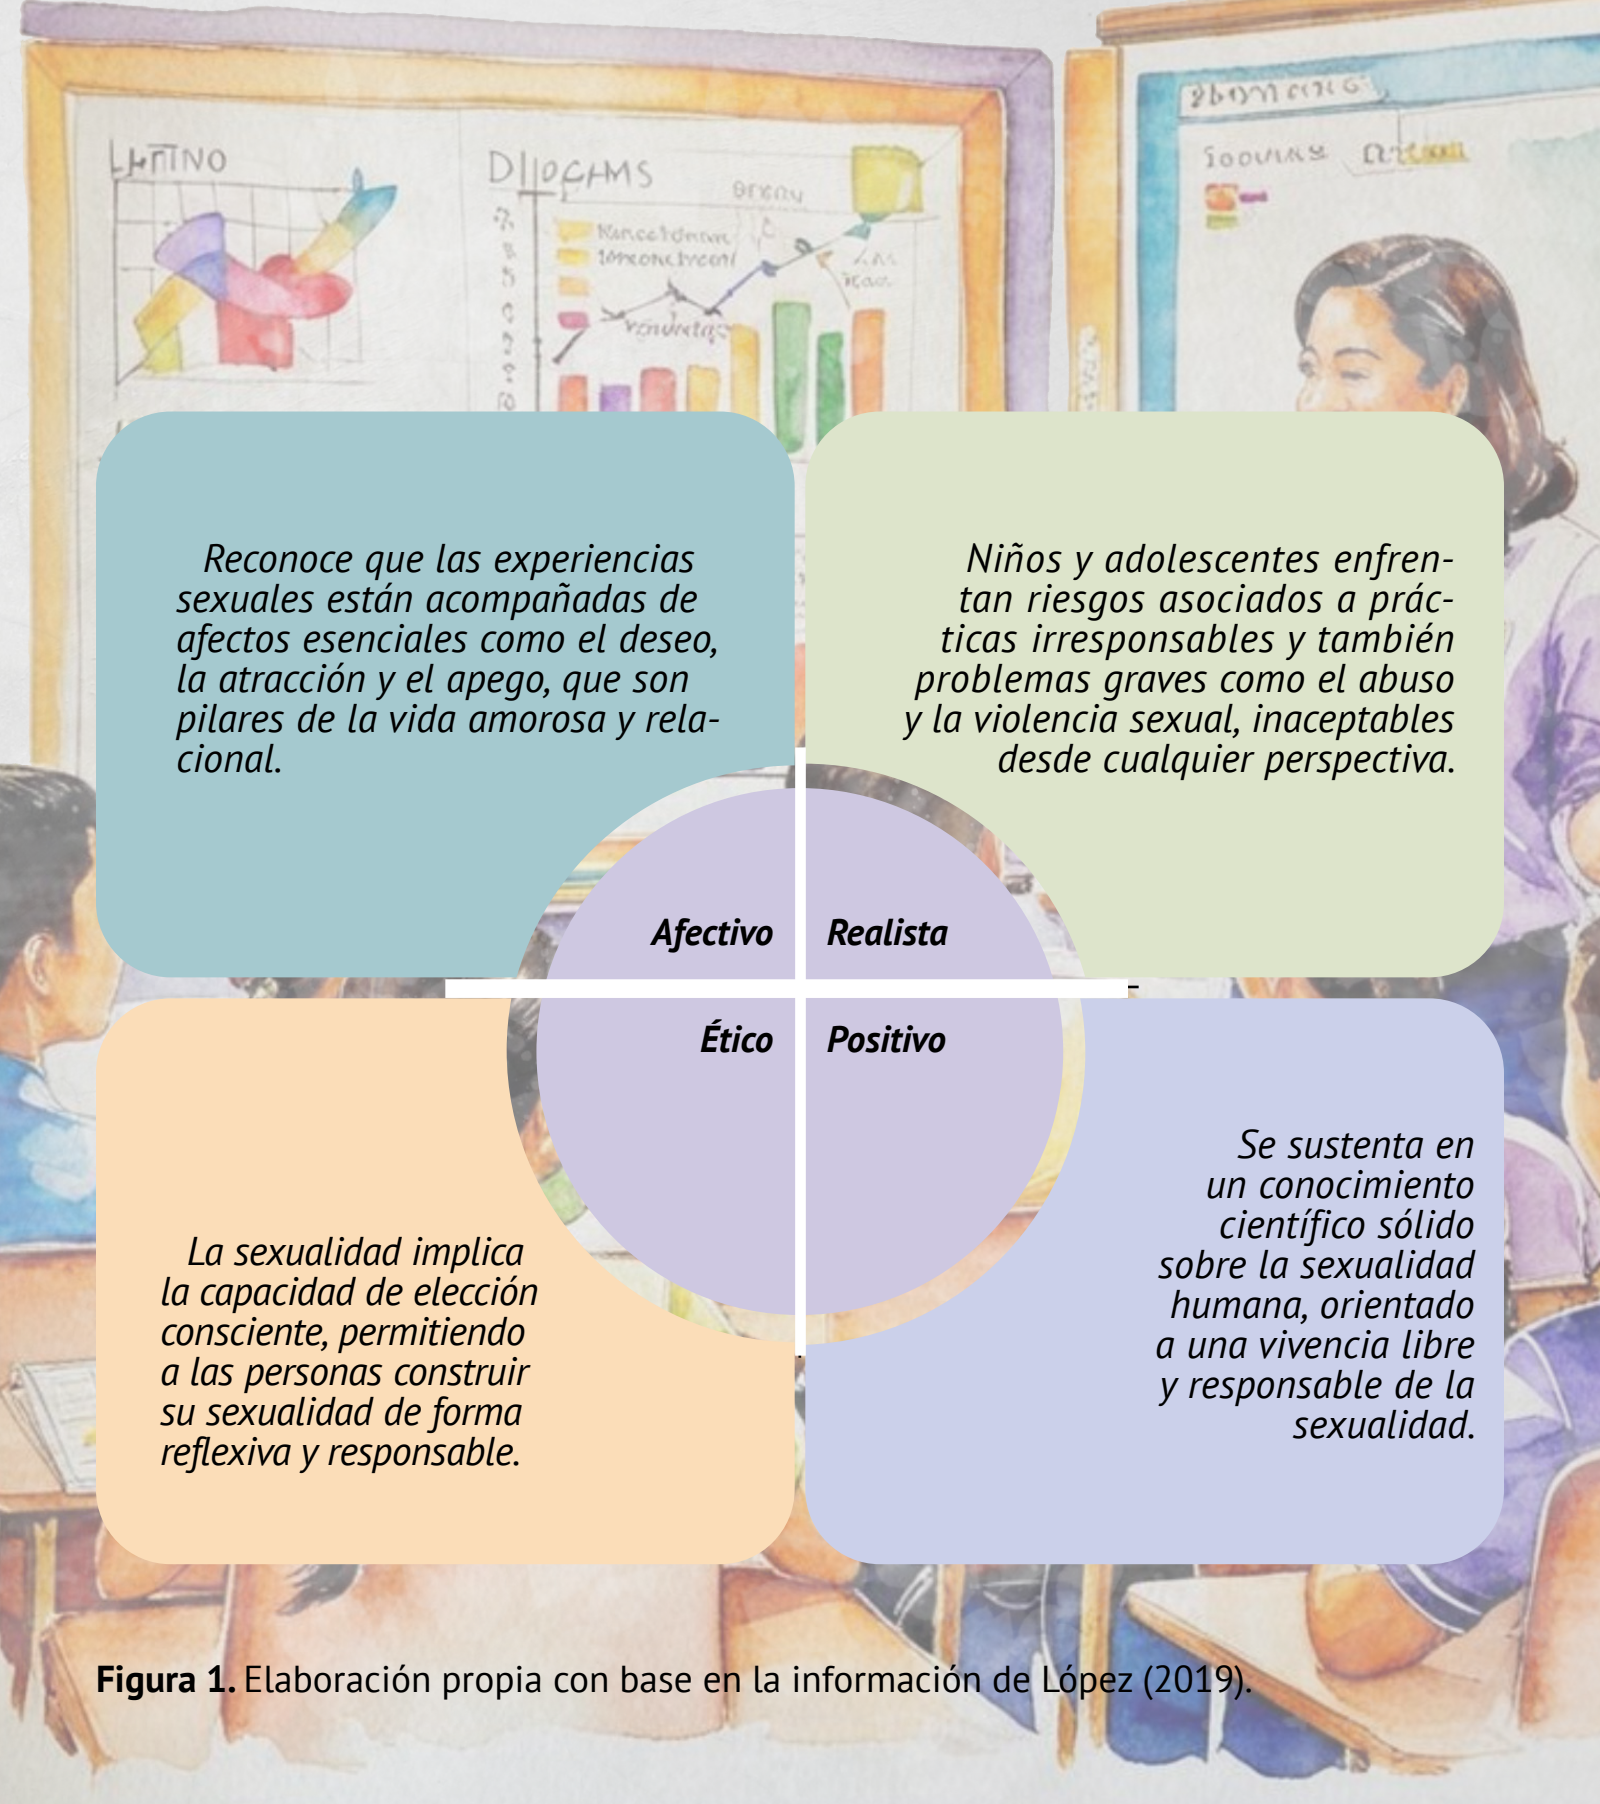 Reconoce que las experiencias
sexuales están acompañadas de
afectos esenciales como el deseo,
la atracción y el apego, que son
pilares de la vida amorosa y rela-
cional.
Niños y adolescentes enfren-
tan riesgos asociados a prác-
ticas irresponsables y también
problemas graves como el abuso
y la violencia sexual, inaceptables
desde cualquier perspectiva.
Afectivo
Realista
Ético
Positivo
La sexualidad implica
la capacidad de elección
consciente, permitiendo
a las personas construir
su sexualidad de forma
reflexiva y responsable.
Se sustenta en
un conocimiento
científico sólido
sobre la sexualidad
humana, orientado
a una vivencia libre
y responsable de la
sexualidad.
Figura 1. Elaboración propia con base en la información de López (2019).